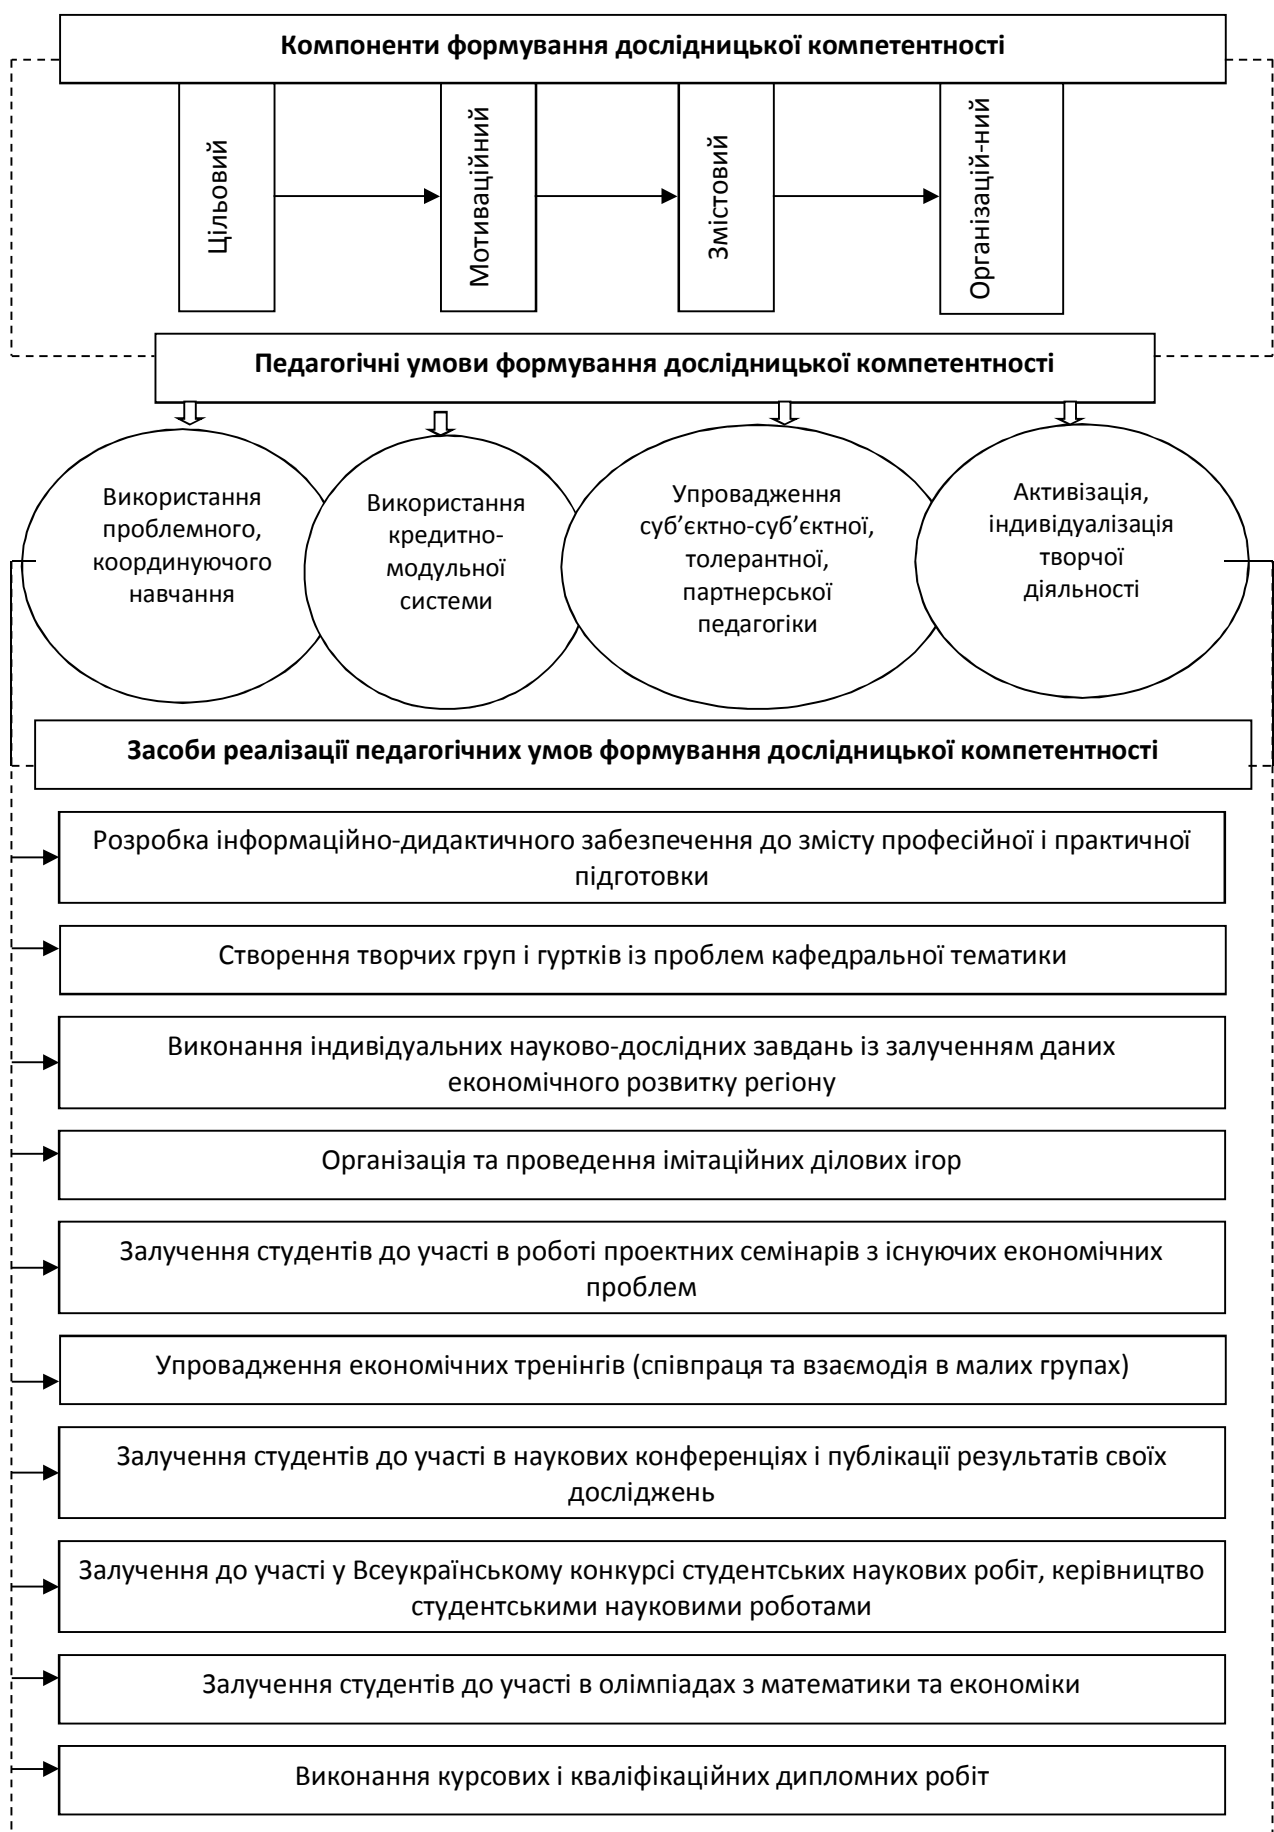 Компоненти формування дослідницької компетентності
Цільовий
Мотиваційний
Змістовий
Організацій-ний
Педагогічні умови формування дослідницької компетентності
Використання
проблемного,
координуючого
навчання
Використання
кредитно-
модульної
системи
Упровадження
суб’єктно-суб’єктної,
толерантної,
партнерської
педагогіки
Активізація,
індивідуалізація
творчої
діяльності
Засоби реалізації педагогічних умов формування дослідницької компетентності
Розробка інформаційно-дидактичного забезпечення до змісту професійної і практичної
підготовки
Створення творчих груп і гуртків із проблем кафедральної тематики
Виконання індивідуальних науково-дослідних завдань із залученням даних
економічного розвитку регіону
Організація та проведення імітаційних ділових ігор
Залучення студентів до участі в роботі проектних семінарів з існуючих економічних
проблем
Упровадження економічних тренінгів (співпраця та взаємодія в малих групах)
Залучення студентів до участі в наукових конференціях і публікації результатів своїх
досліджень
Залучення до участі у Всеукраїнському конкурсі студентських наукових робіт, керівництво
студентськими науковими роботами
Залучення студентів до участі в олімпіадах з математики та економіки
Виконання курсових і кваліфікаційних дипломних робіт